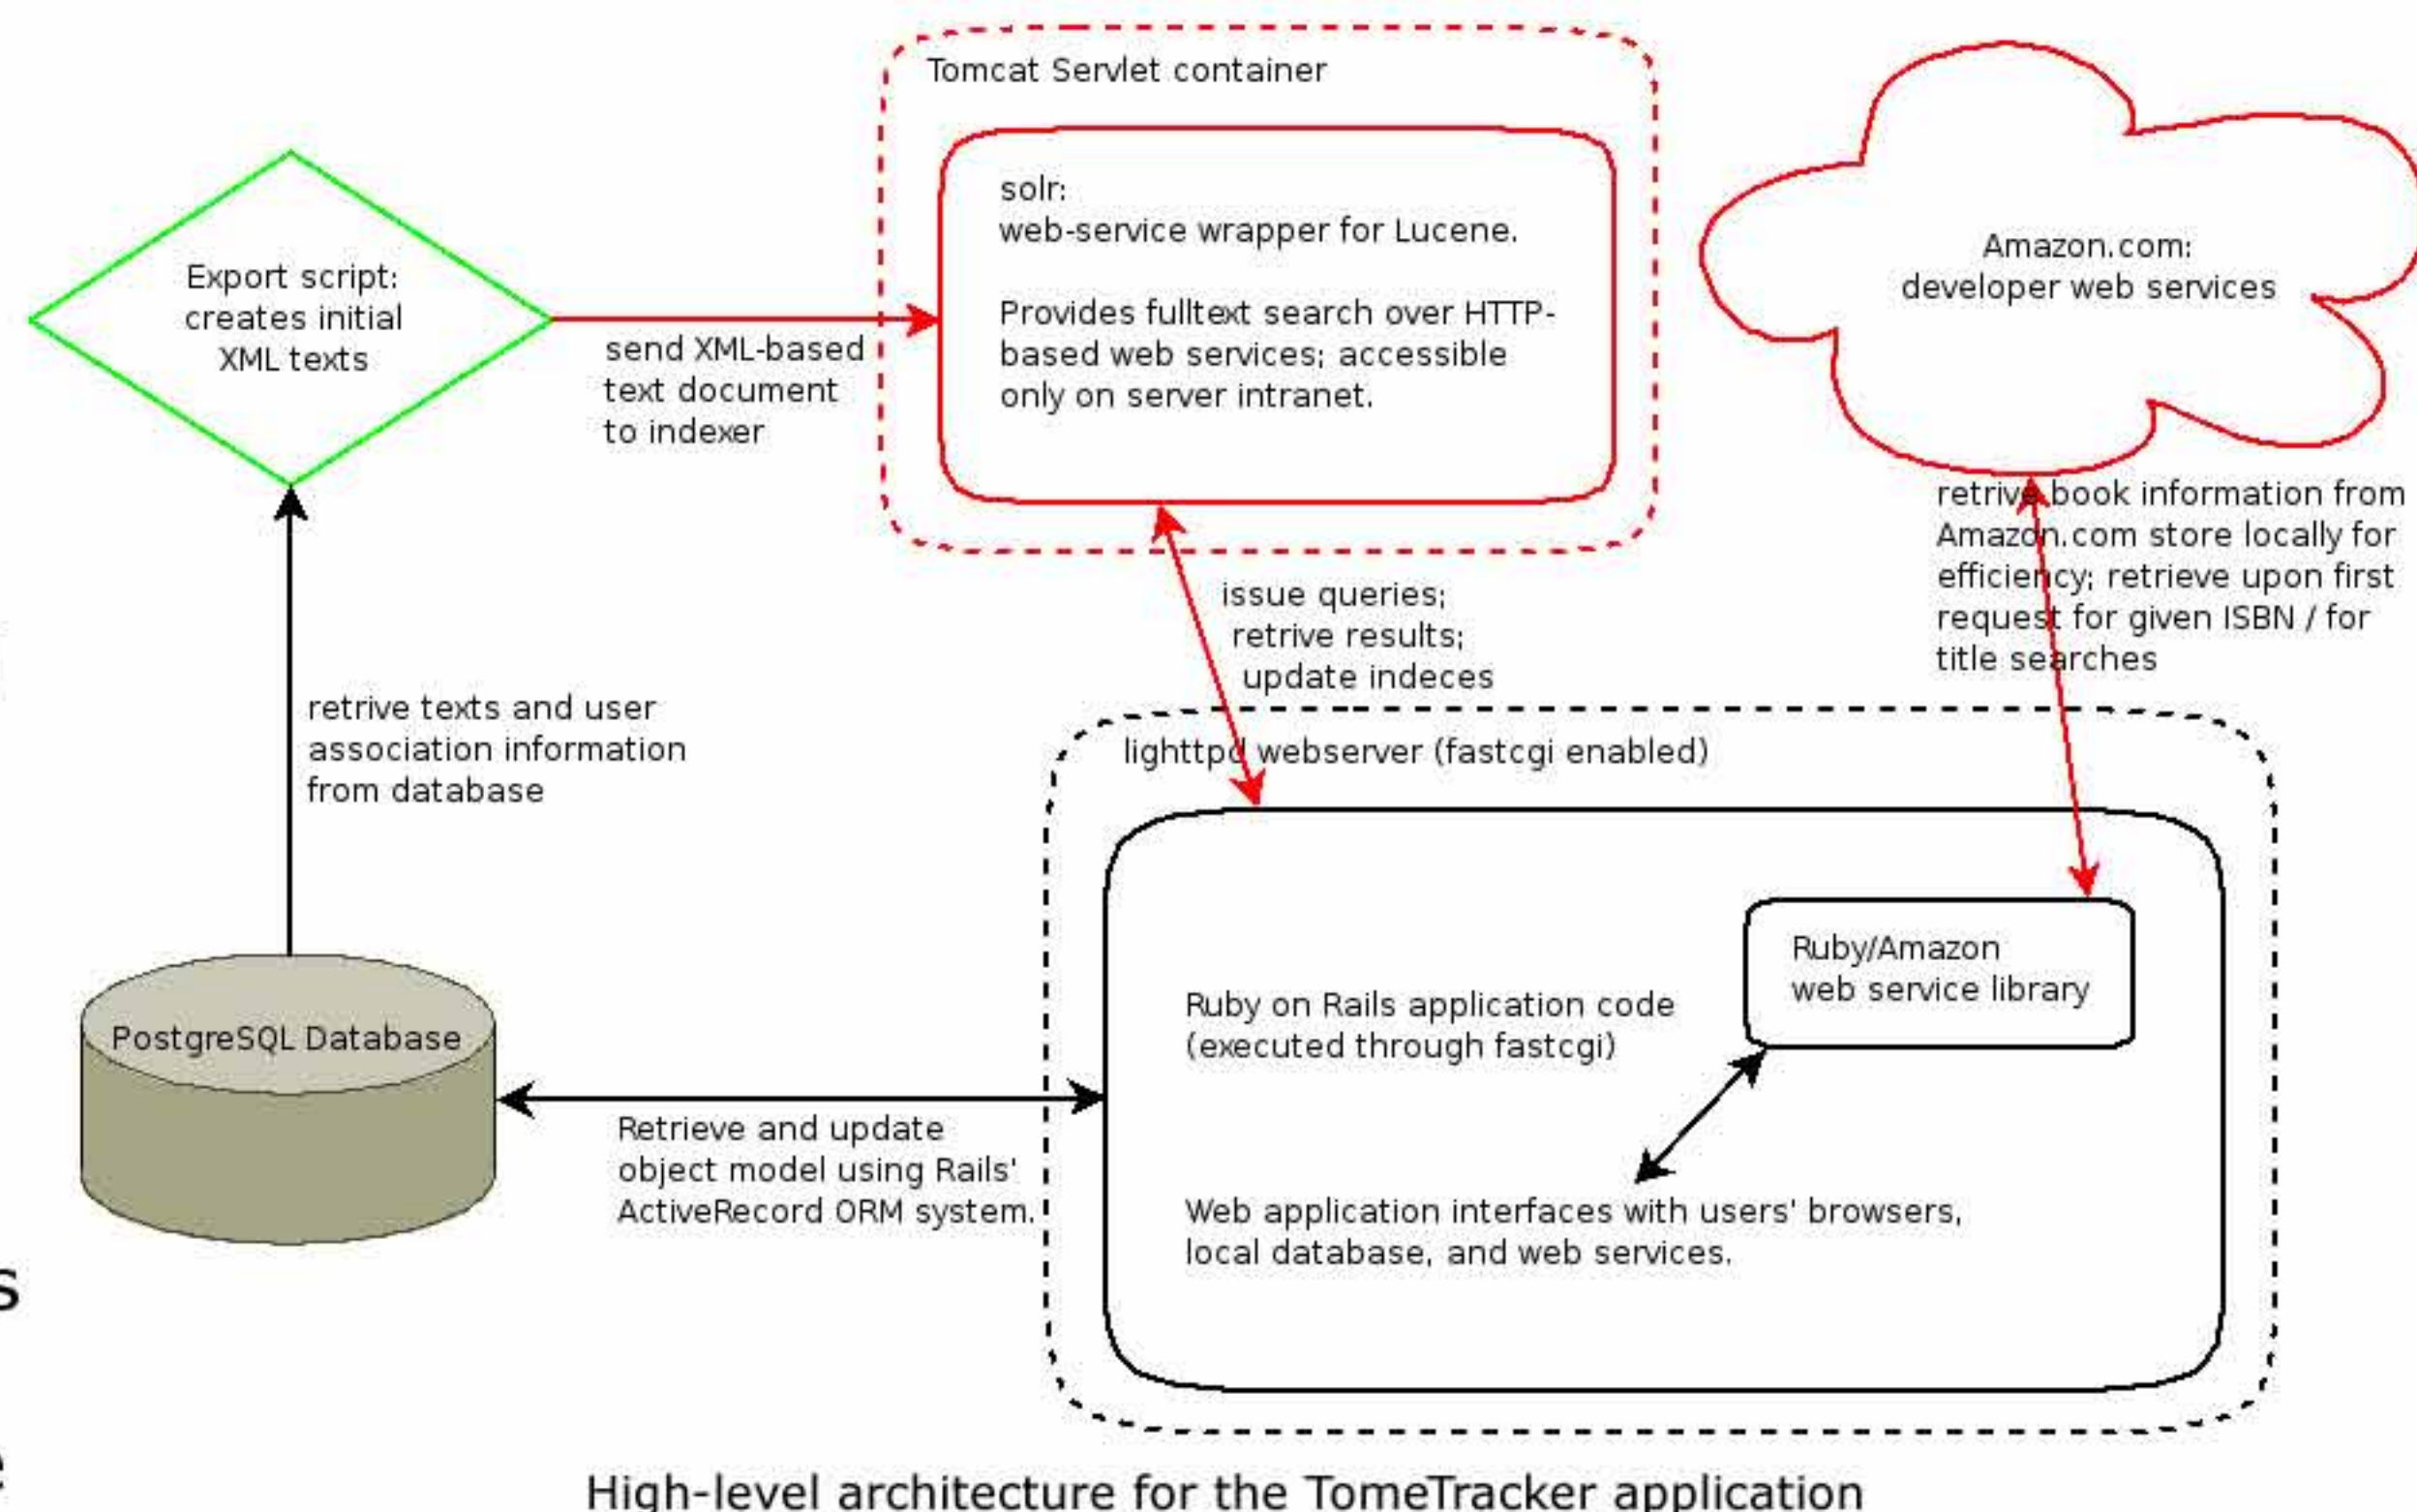 Tomcat Servlet container
solr:
web-service wrapper for Lucene.
Provides fulltext search over HTTP-
based web services; accessible
only on server intranet.
Amazon.com:
developer web services
Export script:
creates initial
XML texts
send XML-based
text document
to indexer
retrive book information from
Amazon.com store locally for
efficiency; retrieve upon first
request for given ISBN / for
title searches
issue queries;
retrive results;
update indeces
retrive texts and user
association information
from database
lighttpd webserver (fastcgi enabled)
Ruby/Amazon
web service library
Ruby on Rails application code
(executed through fastcgi)
PostgreSQL Database
Retrieve and update
object model using Rails'
ActiveRecord ORM system.
Web application interfaces with users' browsers,
local database, and web services.
s
e
High-level architecture for the TomeTracker application